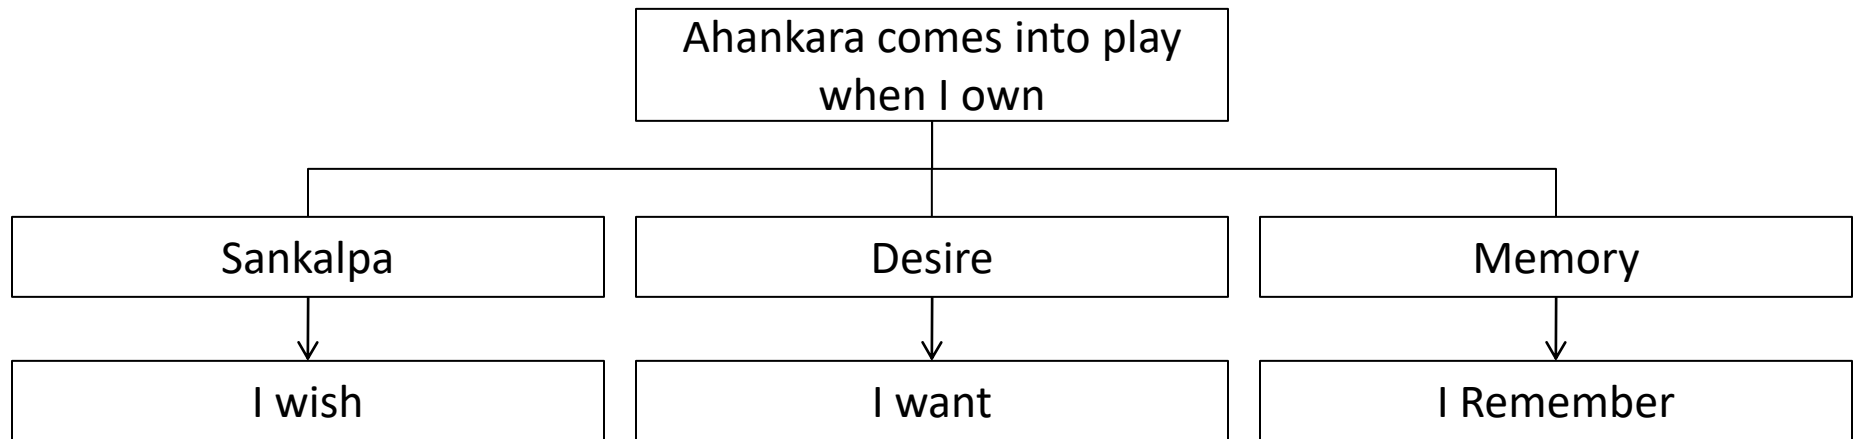 Ahankara comes into play
when I own
Sankalpa
Desire
Memory
I wish
I want
I Remember